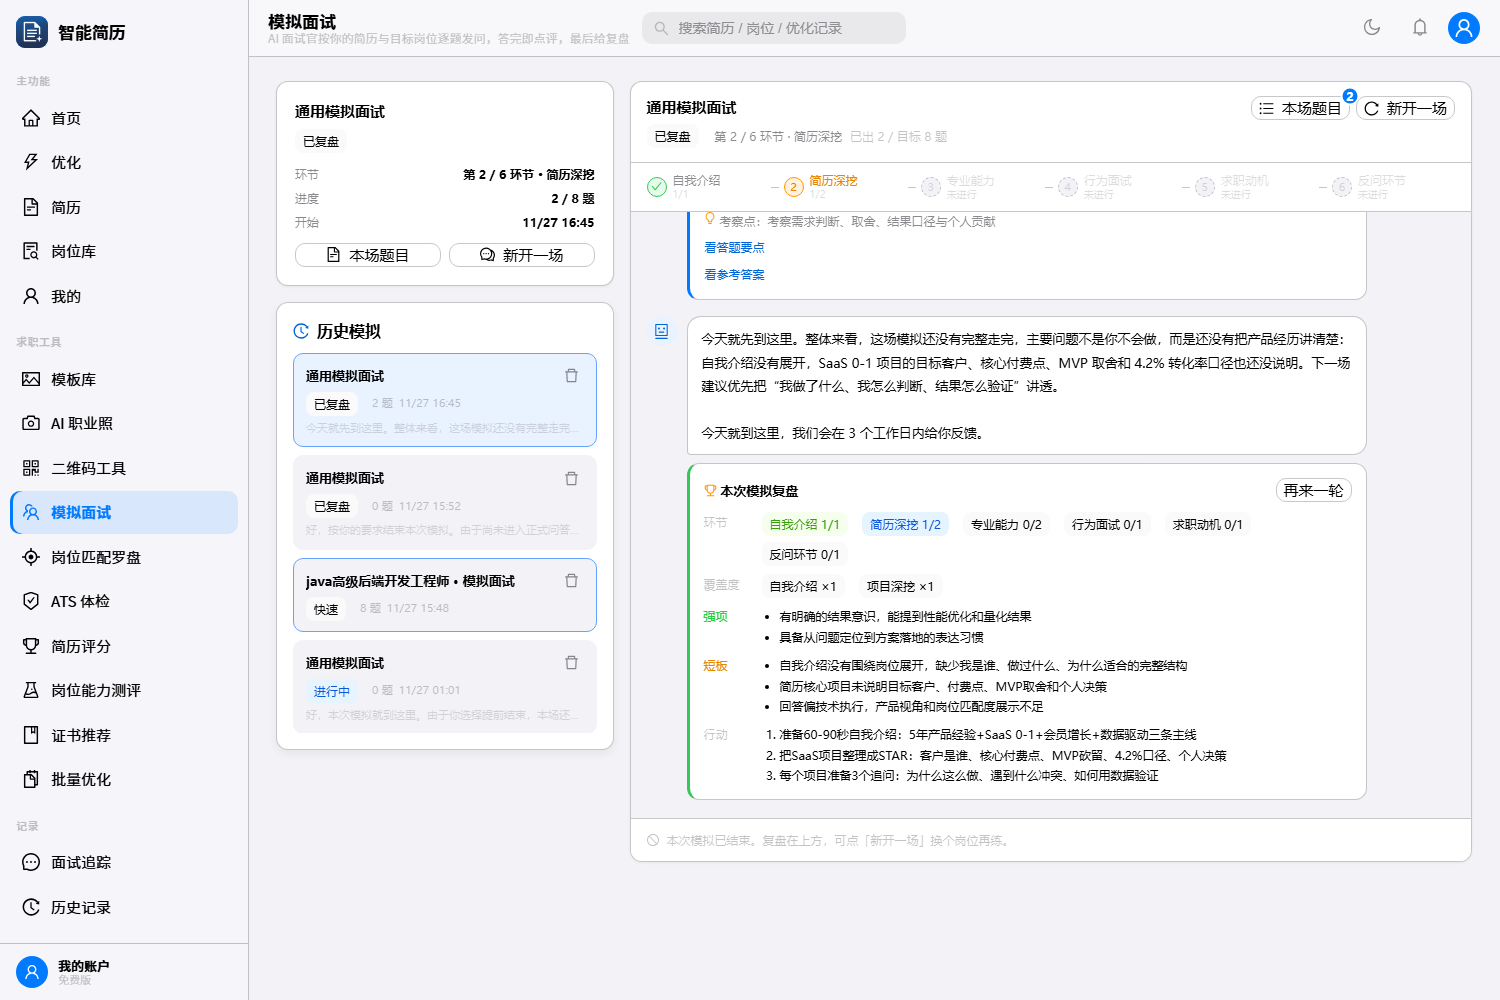 智能简历
主功能
首页
优化
简历
岗位库
我的
求职工具
模板库
AI 职业照
二维码工具
模拟面试
岗位匹配罗盘
ATS 体检
简历评分
岗位能力测评
证书推荐
批量优化
记录
面试追踪
历史记录
我的账户
免费版
模拟面试
AI 面试官按你的简历与目标岗位逐题发问，答完即点评，最后给复盘
搜索简历 / 岗位 / 优化记录
通用模拟面试
已复盘
环节 第 2 / 6 环节 · 简历深挖
进度 2 / 8 题
开始 11/27 16:45
本场题目 新开一场
历史模拟
通用模拟面试
已复盘 2 题 11/27 16:45
今天就先到这里。整体来看，这场模拟还没有完整走完...
通用模拟面试
已复盘 0 题 11/27 15:52
好，按你的要求结束本次模拟。由于尚未进入正式问答...
java高级后端开发工程师 · 模拟面试
快速 8 题 11/27 15:48
通用模拟面试
进行中 0 题 11/27 01:01
好，本次模拟就到这里。由于你选择提前结束，本场还...
通用模拟面试
本场题目 2 新开一场
已复盘 第 2 / 6 环节 · 简历深挖 已出 2 / 目标 8 题
自我介绍 1/1
2 简历深挖 1/2
3 专业能力 未进行
4 行为面试 未进行
5 求职动机 未进行
6 反问环节 未进行
考察点：考察需求判断、取舍、结果口径与个人贡献
看答题要点
看参考答案
今天就先到这里。整体来看，这场模拟还没有完整走完，主要问题不是你不会做，而是还没有把产品经历讲清楚：
自我介绍没有展开，SaaS 0-1 项目的目标客户、核心付费点、MVP 取舍和 4.2% 转化率口径也还没说明。下一场
建议优先把“我做了什么、我怎么判断、结果怎么验证”讲透。
今天就到这里，我们会在 3 个工作日内给你反馈。
本次模拟复盘
再来一轮
环节 自我介绍 1/1 简历深挖 1/2 专业能力 0/2 行为面试 0/1 求职动机 0/1
反问环节 0/1
覆盖度 自我介绍 ×1 项目深挖 ×1
强项 • 有明确的结果意识，能提到性能优化和量化结果
• 具备从问题定位到方案落地的表达习惯
短板 • 自我介绍没有围绕岗位展开，缺少我是谁、做过什么、为什么适合的完整结构
• 简历核心项目未说明目标客户、付费点、MVP取舍和个人决策
• 回答偏技术执行，产品视角和岗位匹配度展示不足
行动 1. 准备60-90秒自我介绍：5年产品经验+SaaS 0-1+会员增长+数据驱动三条主线
2. 把SaaS项目整理成STAR：客户是谁、核心付费点、MVP砍留、4.2%口径、个人决策
3. 每个项目准备3个追问：为什么这么做、遇到什么冲突、如何用数据验证
本次模拟已结束。复盘在上方，可点「新开一场」换个岗位再练。